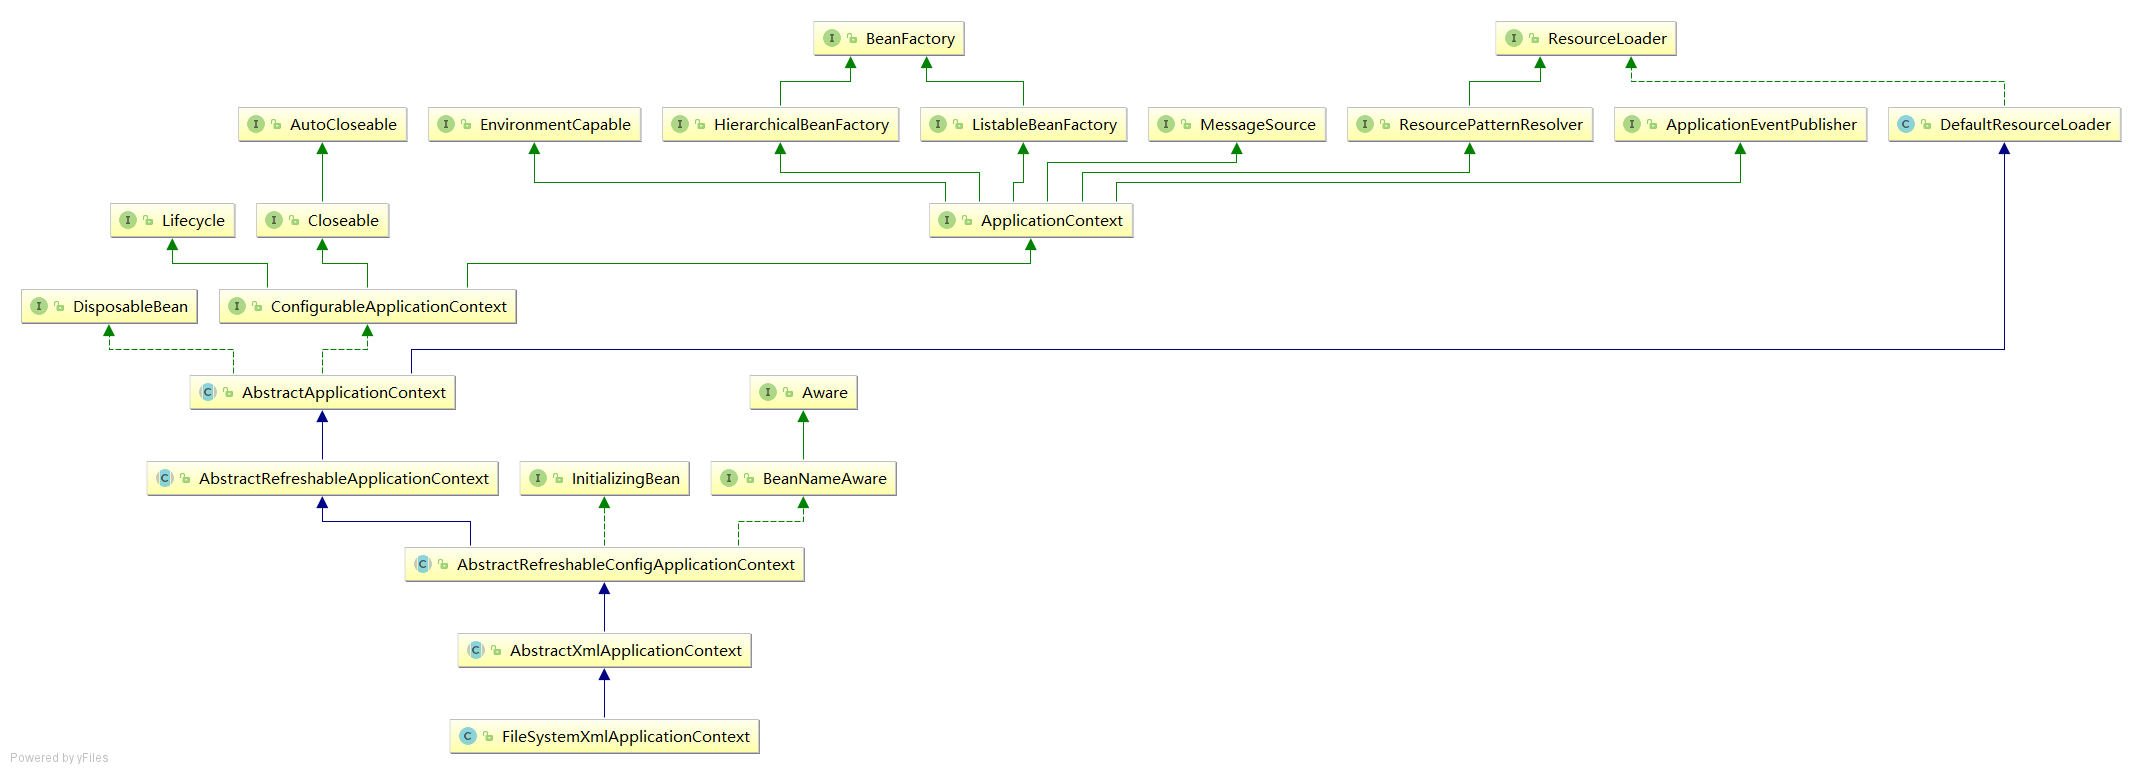 BeanFactory
ResourceLoader
AutoCloseable
EnvironmentCapable
HierarchicalBeanFactory
ListableBeanFactory
MessageSource
ResourcePatternResolver
ApplicationEventPublisher
DefaultResourceLoader
Lifecycle
Closeable
ApplicationContext
DisposableBean
ConfigurableApplicationContext
AbstractApplicationContext
Aware
AbstractRefreshableApplicationContext
InitializingBean
BeanNameAware
AbstractRefreshableConfigApplicationContext
AbstractXmlApplicationContext
FileSystemXmlApplicationContext
Powered by yFiles